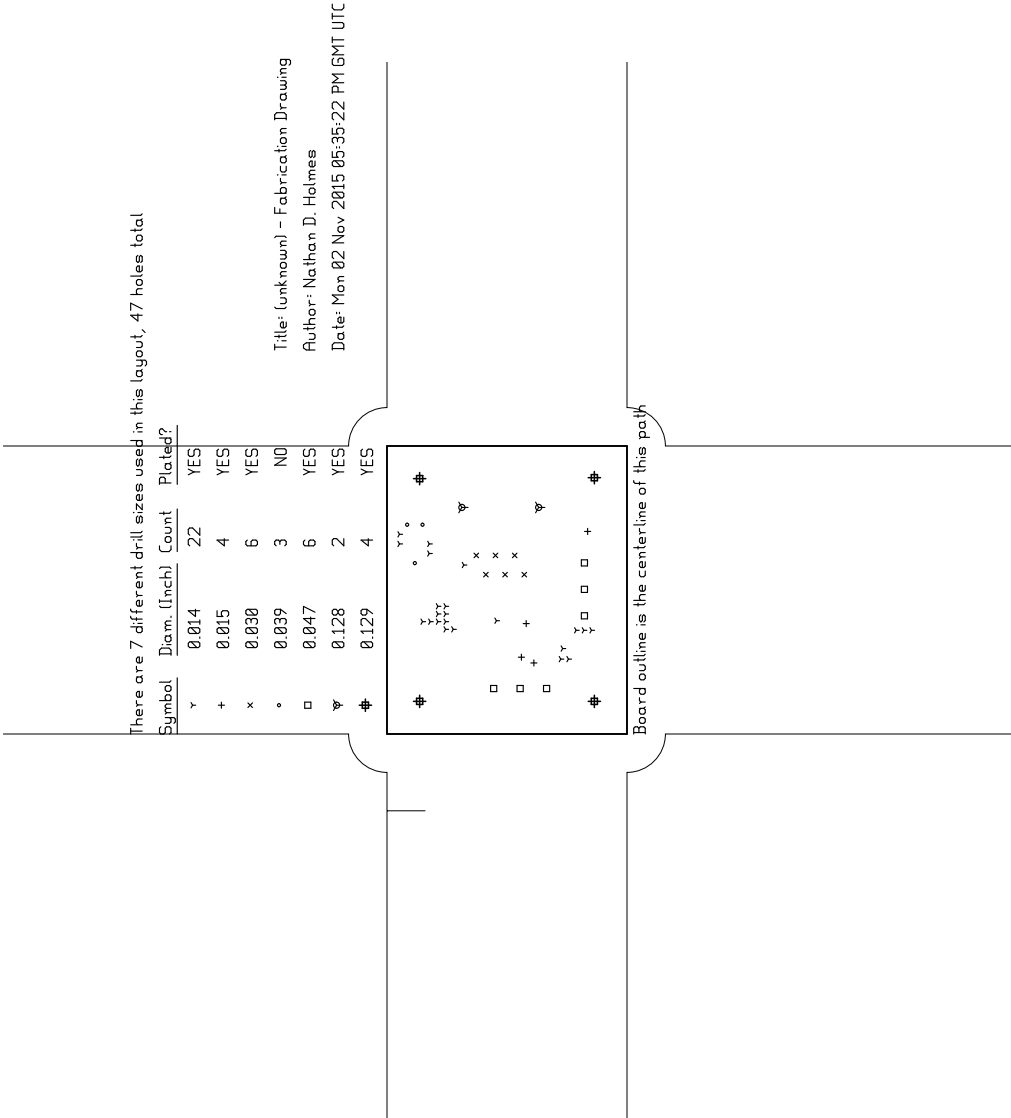 There are 7 different drill sizes used in this layout, 47 holes total
Symbol Diam. (Inch) Count Plated?
0.014 22 YES
0.015 4 YES
0.030 6 YES
0.039 3 NO
0.047 6 YES
0.128 2 YES
0.129 4 YES
Title: (unknown) - Fabrication Drawing
Author: Nathan D. Holmes
Date: Mon 02 Nov 2015 05:35:22 PM GMT UTC
Board outline is the centerline of this path